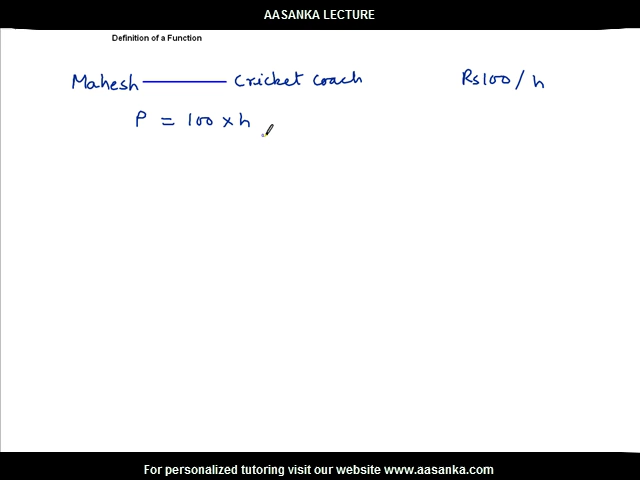 AASANKA LECTURE
Definition of a Function
Mahesh —— Cricket coach Rs100 / h
P = 100 × h
For personalized tutoring visit our website www.aasanka.com